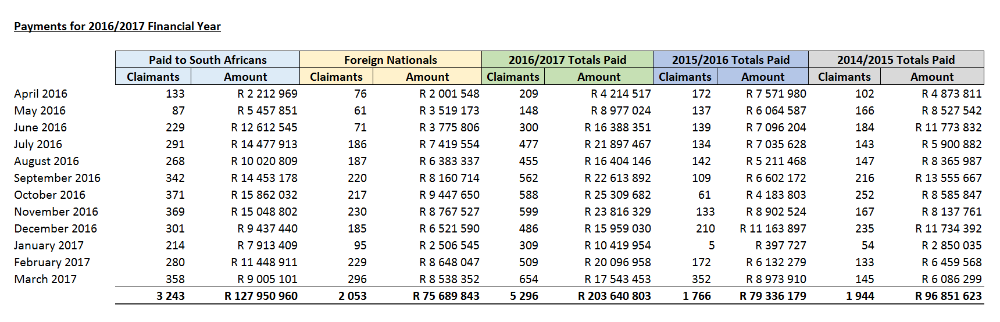 Payments for 2016/2017 Financial Year
Paid to South Africans Foreign Nationals 2016/2017 Totals Paid 2015/2016 Totals Paid 2014/2015 Totals Paid
Claimants Amount Claimants Amount Claimants Amount Claimants Amount Claimants Amount
April 2016 133 R 2 212 969 76 R 2 001 548 209 R 4 214 517 172 R 7 571 980 102 R 4 873 811
May 2016 87 R 5 457 851 61 R 3 519 173 148 R 8 977 024 137 R 6 064 587 166 R 8 527 542
June 2016 229 R 12 612 545 71 R 3 775 806 300 R 16 388 351 139 R 7 096 204 184 R 11 773 832
July 2016 291 R 14 477 913 186 R 7 419 554 477 R 21 897 467 134 R 7 035 628 143 R 5 900 882
August 2016 268 R 10 020 809 187 R 6 383 337 455 R 16 404 146 142 R 5 211 468 147 R 8 365 987
September 2016 342 R 14 453 178 220 R 8 160 714 562 R 22 613 892 109 R 6 602 172 216 R 13 555 667
October 2016 371 R 15 862 032 217 R 9 447 650 588 R 25 309 682 61 R 4 183 803 252 R 8 585 847
November 2016 369 R 15 048 802 230 R 8 767 527 599 R 23 816 329 133 R 8 902 524 167 R 8 137 761
December 2016 301 R 9 437 440 185 R 6 521 590 486 R 15 959 030 210 R 11 163 897 235 R 11 734 392
January 2017 214 R 7 913 409 95 R 2 506 545 309 R 10 419 954 5 R 397 727 54 R 2 850 035
February 2017 280 R 11 448 911 229 R 8 648 047 509 R 20 096 958 172 R 6 132 279 133 R 6 459 568
March 2017 358 R 9 005 101 296 R 8 538 352 654 R 17 543 453 352 R 8 973 910 145 R 6 086 299
3 243 R 127 950 960 2 053 R 75 689 843 5 296 R 203 640 803 1 766 R 79 336 179 1 944 R 96 851 623